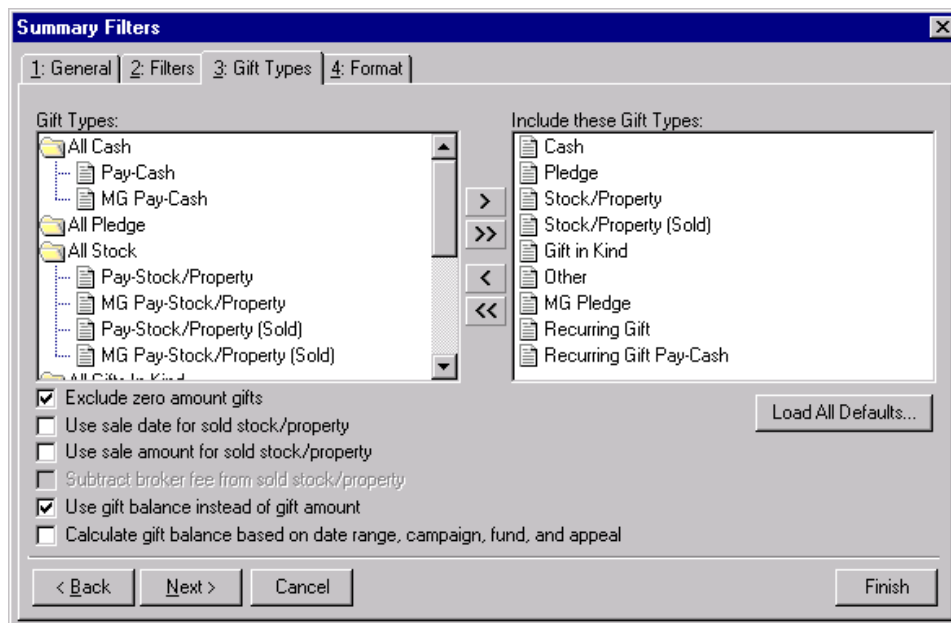 Summary Filters
1: General 2: Filters 3: Gift Types 4: Format
Gift Types:
All Cash
Pay-Cash
MG Pay-Cash
All Pledge
All Stock
Pay-Stock/Property
MG Pay-Stock/Property
Pay-Stock/Property (Sold)
MG Pay-Stock/Property (Sold)
All Gifts In Kind
>
>>
<
<<
Include these Gift Types:
Cash
Pledge
Stock/Property
Stock/Property (Sold)
Gift in Kind
Other
MG Pledge
Recurring Gift
Recurring Gift Pay-Cash
Exclude zero amount gifts
Use sale date for sold stock/property
Use sale amount for sold stock/property
Subtract broker fee from sold stock/property
Use gift balance instead of gift amount
Calculate gift balance based on date range, campaign, fund, and appeal
Load All Defaults...
< Back Next > Cancel Finish